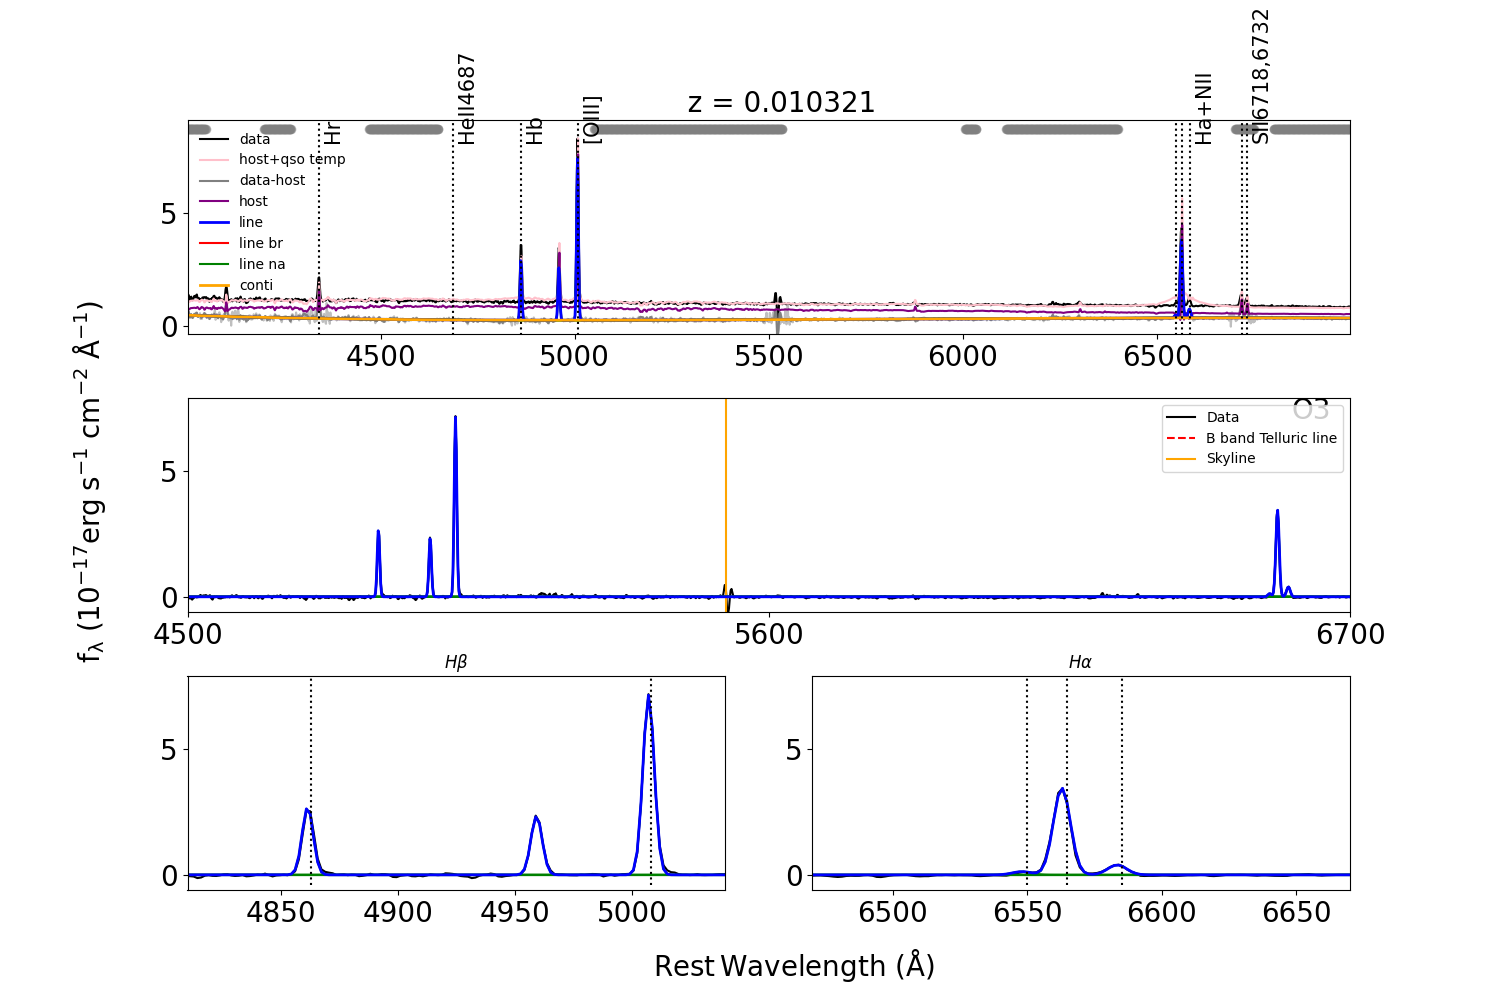 z = 0.010321
Hr
HeII4687
Hb
[OIII]
Ha+NII
SII6718,6732
data
host+qso temp
data-host
host
line
line br
line na
conti
5
0
4500
5000
5500
6000
6500
O3
Data
B band Telluric line
Skyline
5
0
4500
5600
6700
fλ (10⁻¹⁷erg s⁻¹ cm⁻² Å⁻¹)
Hβ
5
0
4850
4900
4950
5000
Hα
5
0
6500
6550
6600
6650
Rest Wavelength (Å)